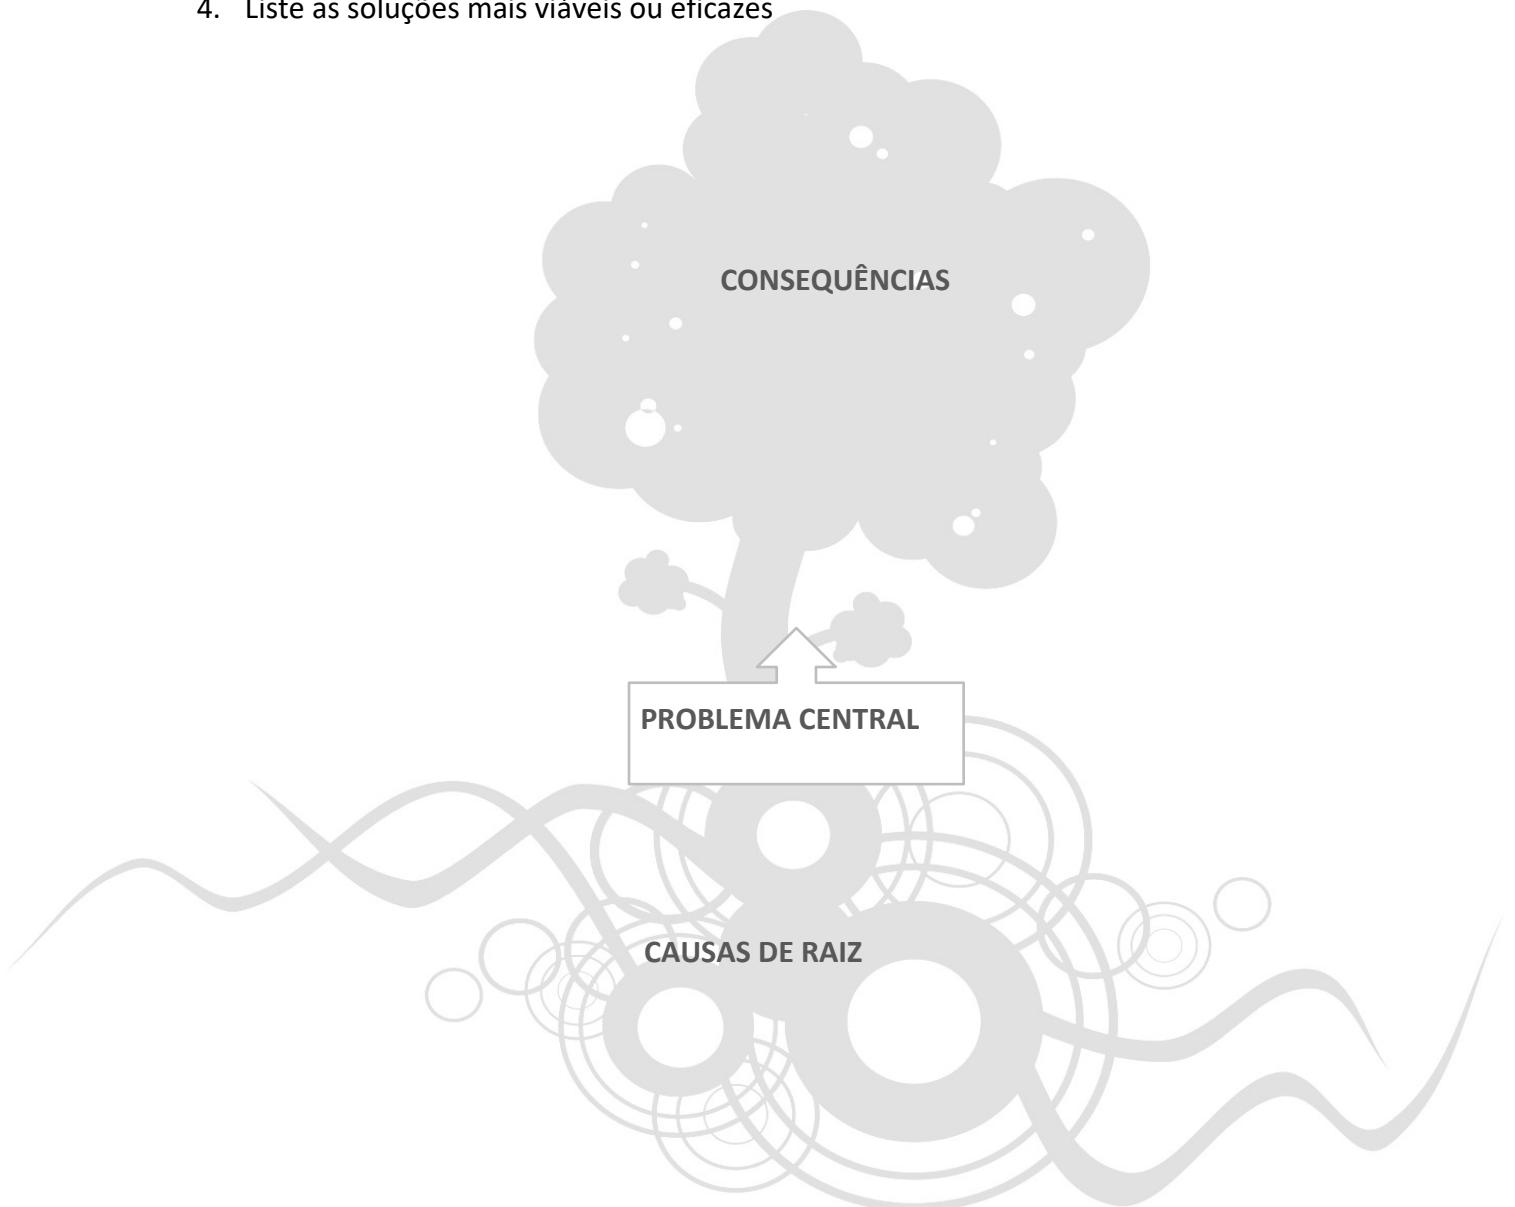 4. Liste as soluções mais viáveis ou eficazes
CONSEQUÊNCIAS
PROBLEMA CENTRAL
CAUSAS DE RAIZ